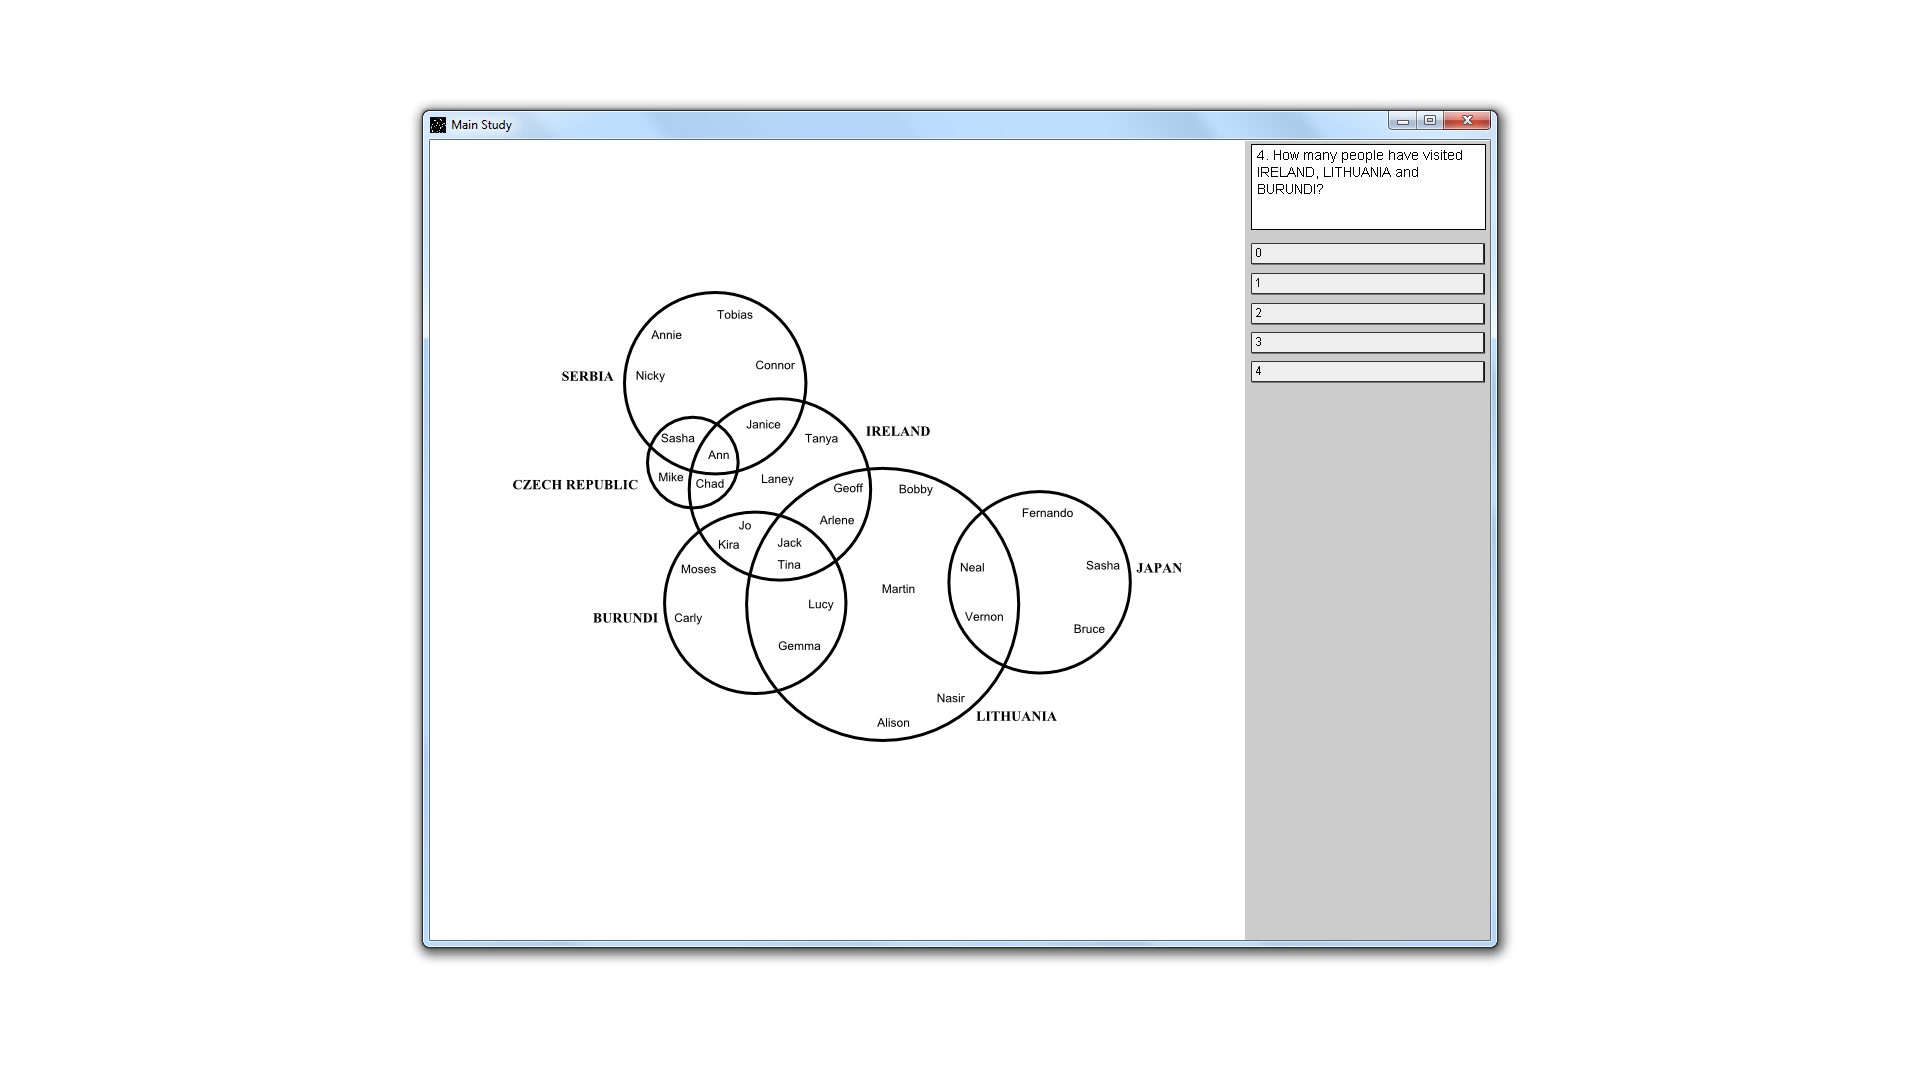 Main Study
4. How many people have visited
IRELAND, LITHUANIA and
BURUNDI?
0
1
2
3
4
Tobias
Annie
Connor
SERBIA
Nicky
Janice
IRELAND
Sasha
Tanya
Ann
Mike
Laney
CZECH REPUBLIC
Chad
Geoff
Bobby
Fernando
Arlene
Jo
Kira
Jack
Tina
Neal
Sasha
JAPAN
Moses
Martin
Lucy
BURUNDI
Carly
Vernon
Bruce
Gemma
Nasir
LITHUANIA
Alison